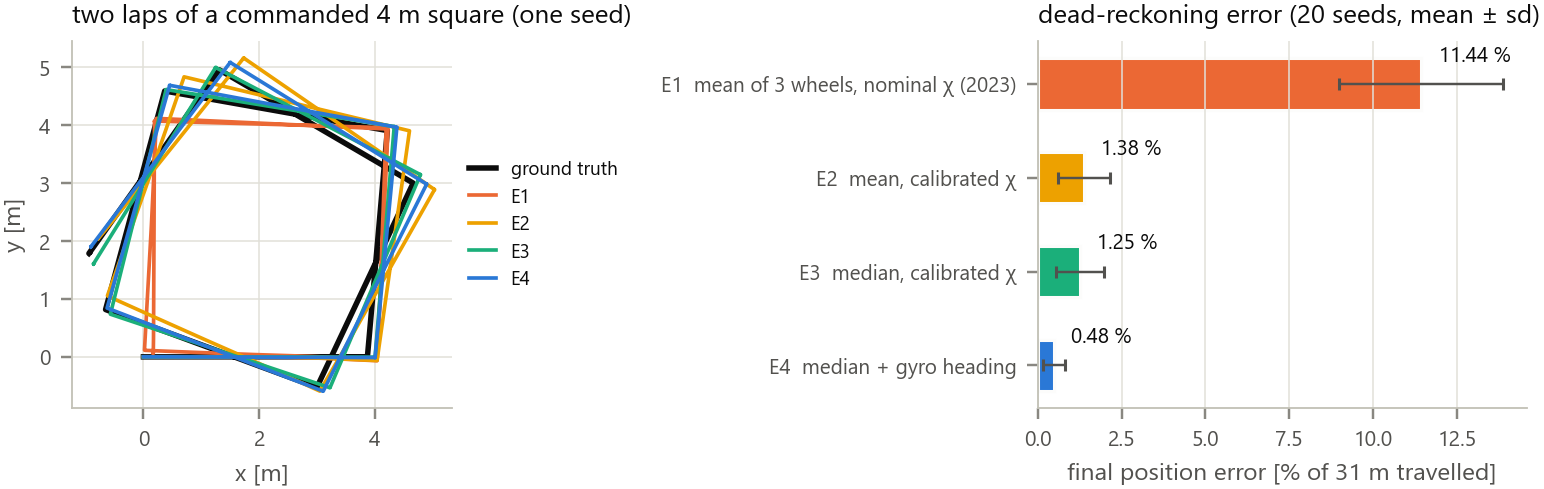 two laps of a commanded 4 m square (one seed)
5
4
3
2
1
0
y [m]
0
2
4
x [m]
ground truth
E1
E2
E3
E4
dead-reckoning error (20 seeds, mean ± sd)
E1 mean of 3 wheels, nominal χ (2023)
11.44 %
E2 mean, calibrated χ
1.38 %
E3 median, calibrated χ
1.25 %
E4 median + gyro heading
0.48 %
0.0
2.5
5.0
7.5
10.0
12.5
final position error [% of 31 m travelled]